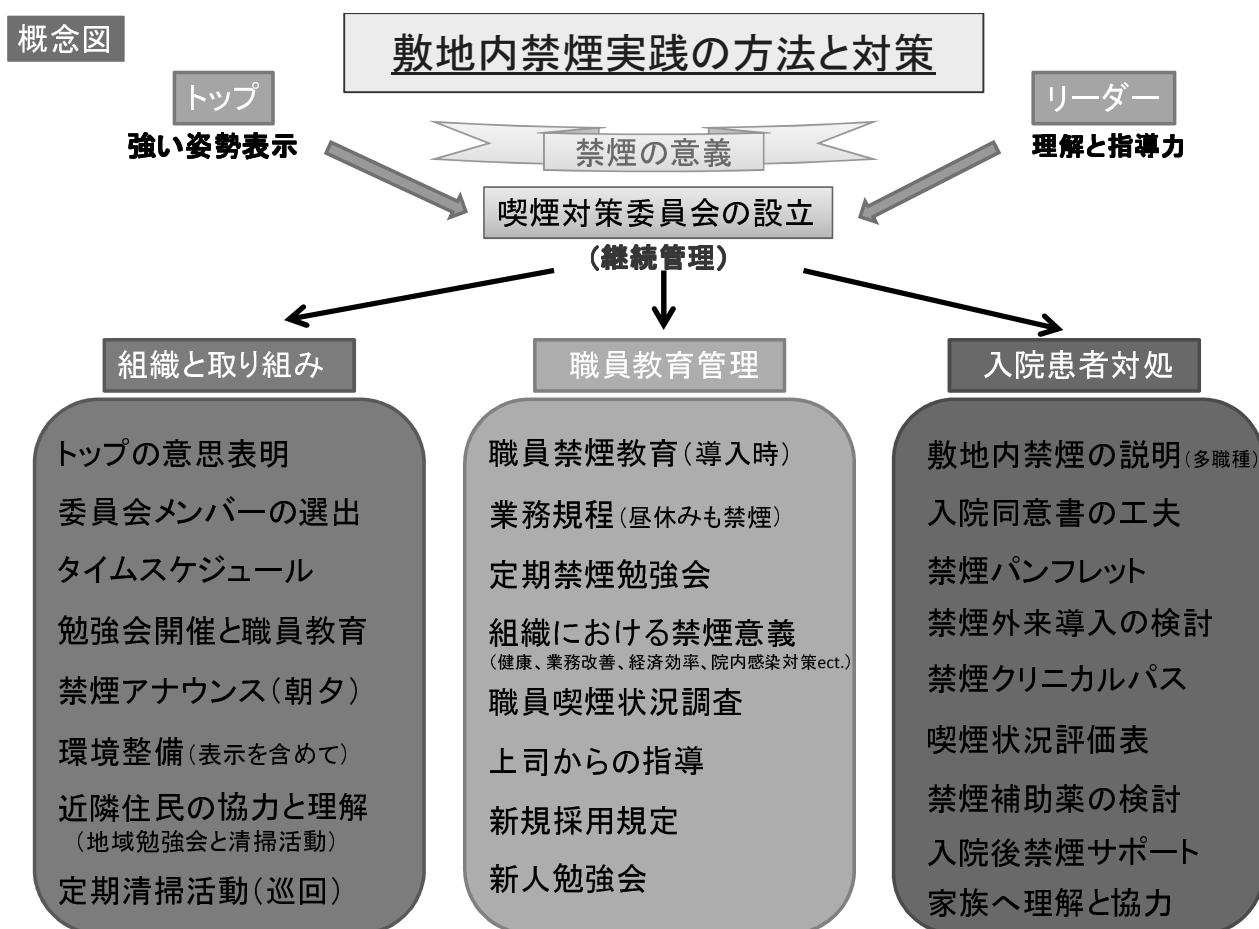 概念図
敷地内禁煙実践の方法と対策
トップ
強い姿勢表示
リーダー
理解と指導力
禁煙の意義
喫煙対策委員会の設立
(継続管理)
組織と取り組み
トップの意思表明
委員会メンバーの選出
タイムスケジュール
勉強会開催と職員教育
禁煙アナウンス(朝夕)
環境整備(表示を含めて)
近隣住民の協力と理解
(地域勉強会と清掃活動)
定期清掃活動(巡回)
職員教育管理
職員禁煙教育(導入時)
業務規程(昼休みも禁煙)
定期禁煙勉強会
組織における禁煙意義
(健康、業務改善、経済効率、院内感染対策ect.)
職員喫煙状況調査
上司からの指導
新規採用規定
新人勉強会
入院患者対処
敷地内禁煙の説明(多職種)
入院同意書の工夫
禁煙パンフレット
禁煙外来導入の検討
禁煙クリニカルパス
喫煙状況評価表
禁煙補助薬の検討
入院後禁煙サポート
家族へ理解と協力